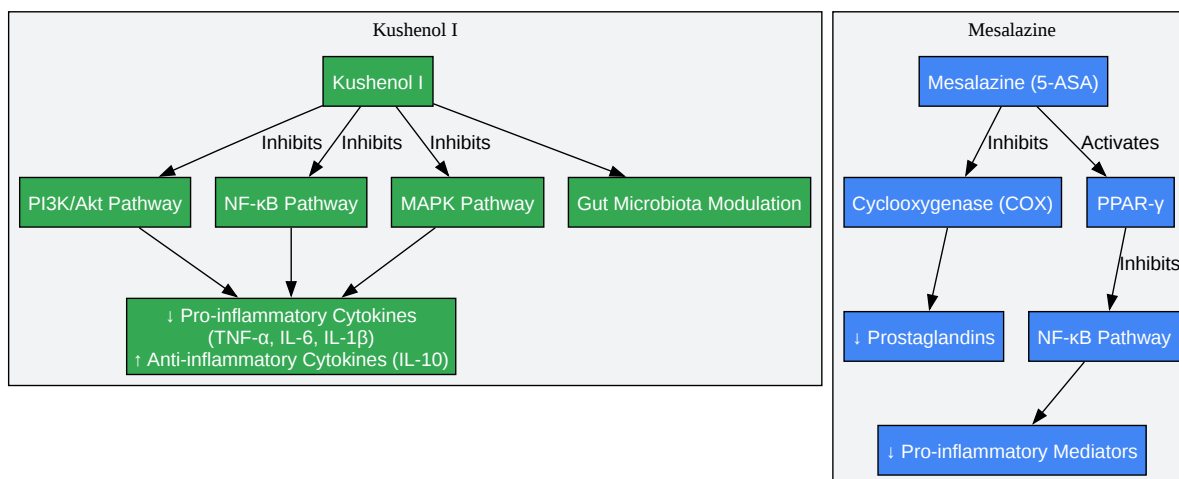 Kushenol I
Kushenol I
Inhibits
Inhibits
Inhibits
PI3K/Akt Pathway
NF-κB Pathway
MAPK Pathway
Gut Microbiota Modulation
↓ Pro-inflammatory Cytokines
(TNF-α, IL-6, IL-1β)
↑ Anti-inflammatory Cytokines (IL-10)
Mesalazine
Mesalazine (5-ASA)
Inhibits
Activates
Cyclooxygenase (COX)
PPAR-γ
Inhibits
↓ Prostaglandins
NF-κB Pathway
↓ Pro-inflammatory Mediators